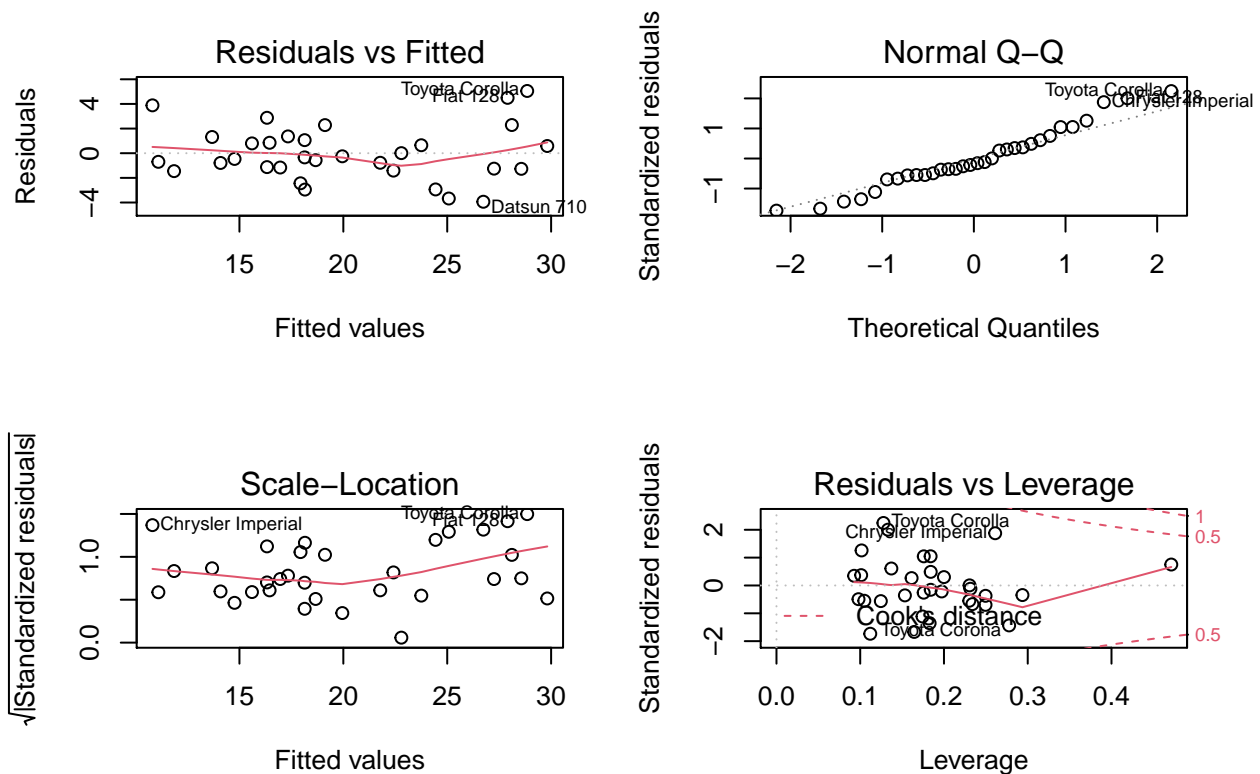 Residuals vs Fitted
Residuals
4
0
−4
Toyota Corolla
Fiat 128
Datsun 710
15 20 25 30
Fitted values
Normal Q−Q
Standardized residuals
1
−1
Toyota Corolla
Fiat 128
Chrysler Imperial
−2 −1 0 1 2
Theoretical Quantiles
Scale−Location
√|Standardized residuals|
1.0
0.0
Chrysler Imperial
Toyota Corolla
Fiat 128
15 20 25 30
Fitted values
Residuals vs Leverage
Standardized residuals
2
0
−2
Toyota Corolla
Chrysler Imperial
Cook's distance
Toyota Corona
1
0.5
0.5
0.0 0.1 0.2 0.3 0.4
Leverage